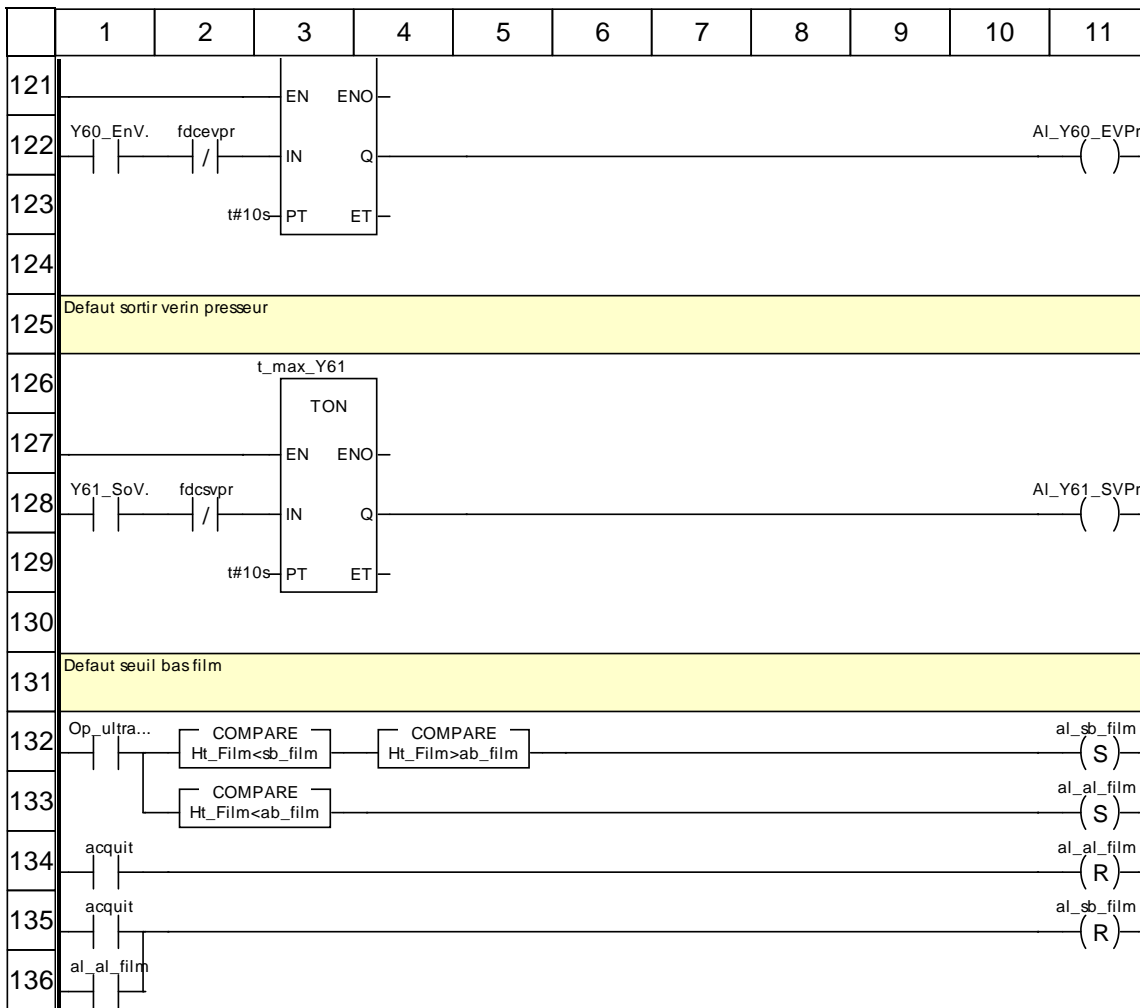 1 2 3 4 5 6 7 8 9 10 11
121
EN ENO
122
Y60_EnV. fdcevpr
/
IN Q
Al_Y60_EVPr
123
t#10s PT ET
124
125
Defaut sortir verin presseur
126
t_max_Y61
TON
127
EN ENO
128
Y61_SoV. fdcsvpr
/
IN Q
Al_Y61_SVPr
129
t#10s PT ET
130
131
Defaut seuil bas film
132
Op_ultra...
COMPARE
Ht_Film<sb_film
COMPARE
Ht_Film>ab_film
al_sb_film
S
133
COMPARE
Ht_Film<ab_film
al_al_film
S
134
acquit
al_al_film
R
135
acquit
al_sb_film
R
136
al_al_film